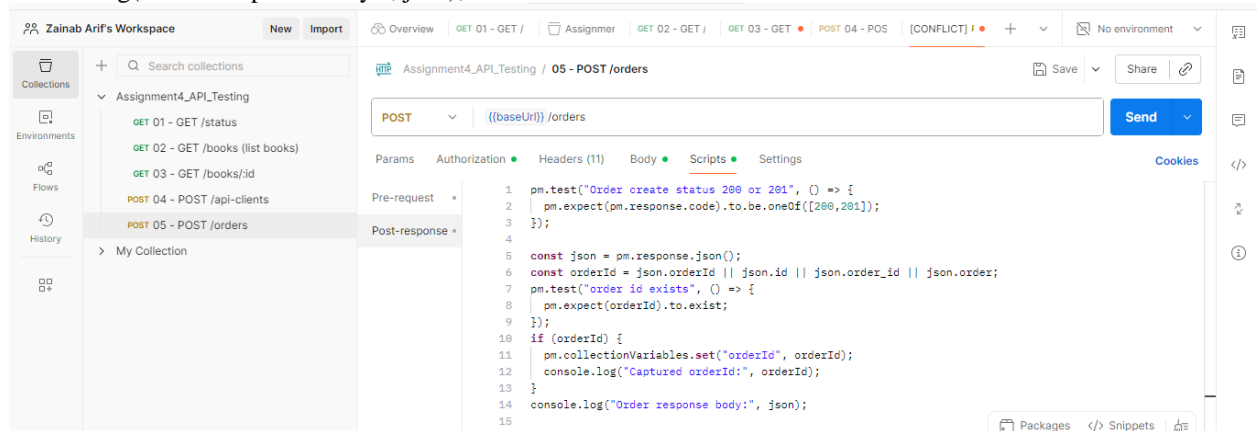 Zainab Arif's Workspace
New
Import
Overview
GET 01 - GET /
Assignmer
GET 02 - GET /
GET 03 - GET
POST 04 - POS
[CONFLICT]
No environment
Collections
Environments
Flows
History
Search collections
Assignment4_API_Testing
GET 01 - GET /status
GET 02 - GET /books (list books)
GET 03 - GET /books/:id
POST 04 - POST /api-clients
POST 05 - POST /orders
My Collection
HTTP Assignment4_API_Testing / 05 - POST /orders
Save
Share
POST
{{baseUrl}} /orders
Send
Params
Authorization
Headers (11)
Body
Scripts
Settings
Cookies
Pre-request
Post-response
1 pm.test("Order create status 200 or 201", () => {
2 pm.expect(pm.response.code).to.be.oneOf([200,201]);
3 });
4
5 const json = pm.response.json();
6 const orderId = json.orderId || json.id || json.order_id || json.order;
7 pm.test("order id exists", () => {
8 pm.expect(orderId).to.exist;
9 });
10 if (orderId) {
11 pm.collectionVariables.set("orderId", orderId);
12 console.log("Captured orderId:", orderId);
13 }
14 console.log("Order response body:", json);
15
Packages
</> Snippets